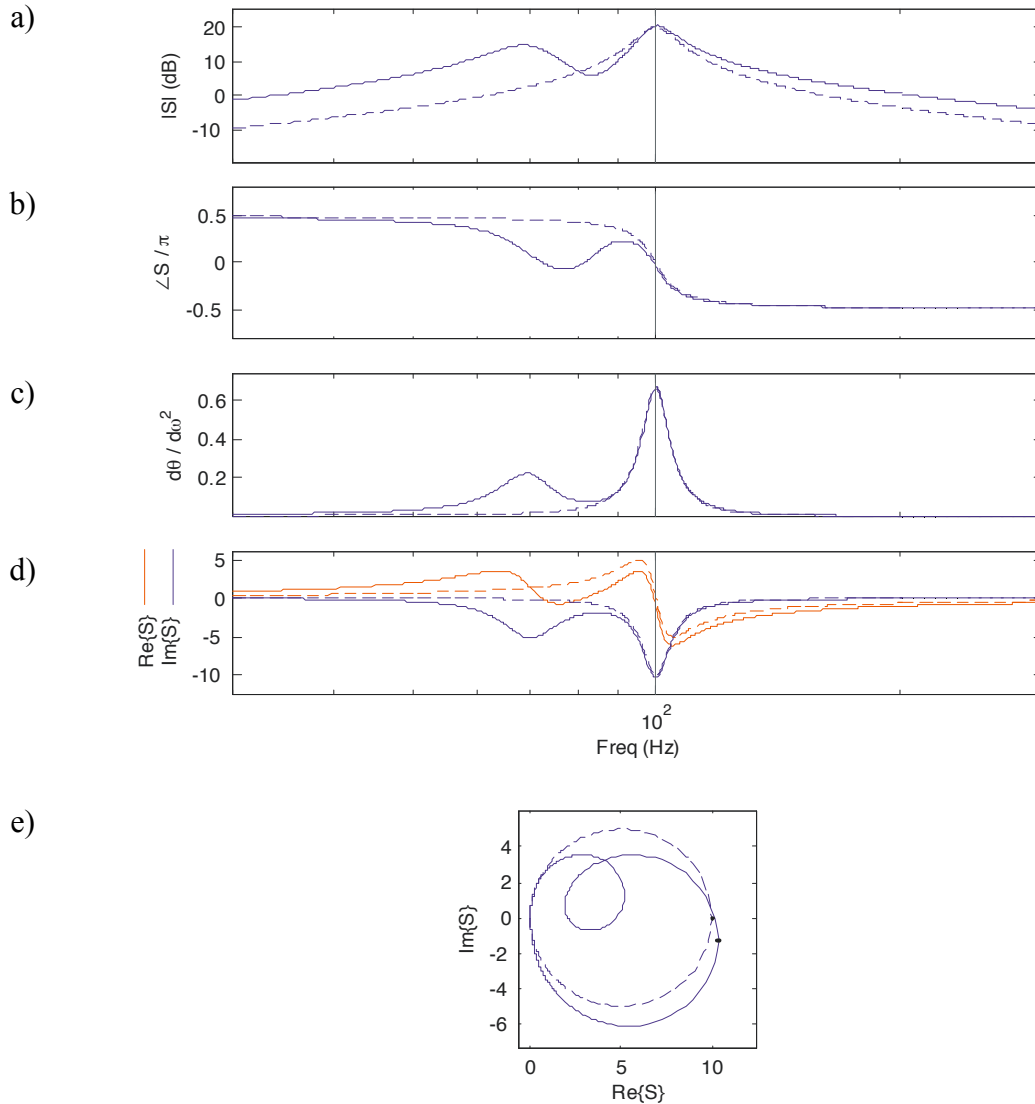 a)
|S| (dB)
20
10
0
-10
b)
∠S / π
0.5
0
-0.5
c)
dθ / dω²
0.6
0.4
0.2
d)
Re{S}
Im{S}
5
0
-5
-10
10²
Freq (Hz)
e)
Im{S}
4
2
0
-2
-4
-6
0
5
10
Re{S}